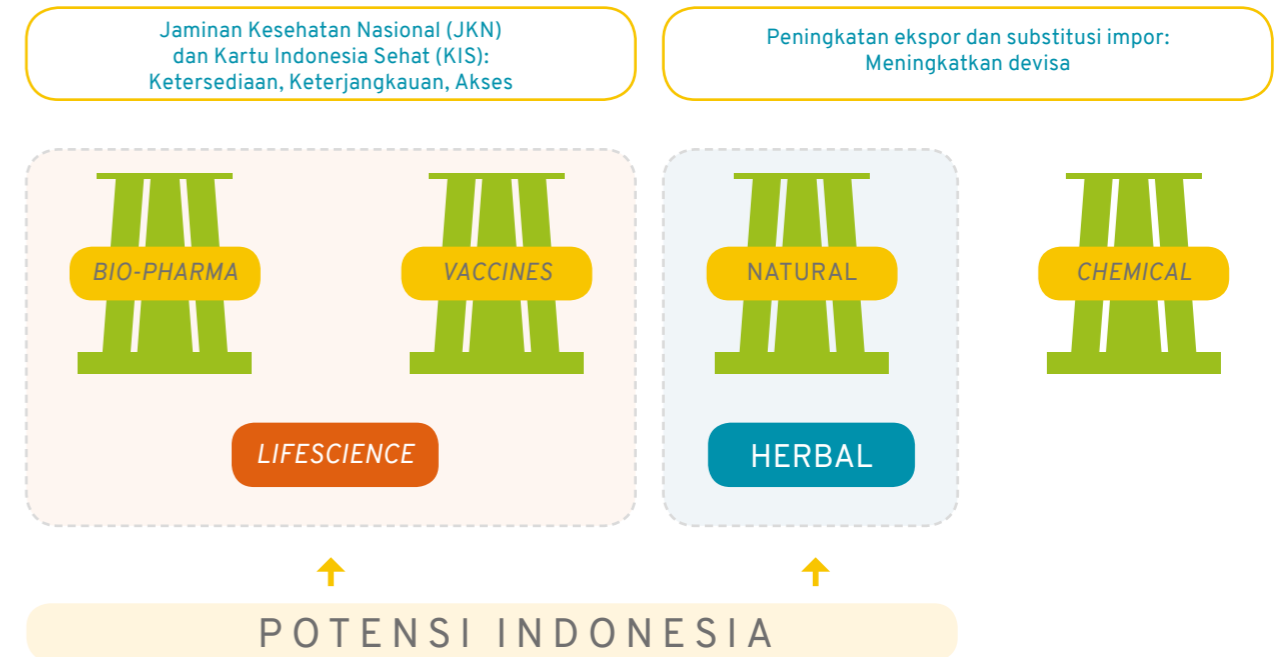 Jaminan Kesehatan Nasional (JKN)
dan Kartu Indonesia Sehat (KIS):
Ketersediaan, Keterjangkauan, Akses
Peningkatan ekspor dan substitusi impor:
Meningkatkan devisa
BIO-PHARMA
VACCINES
NATURAL
CHEMICAL
LIFESCIENCE
HERBAL
POTENSI INDONESIA